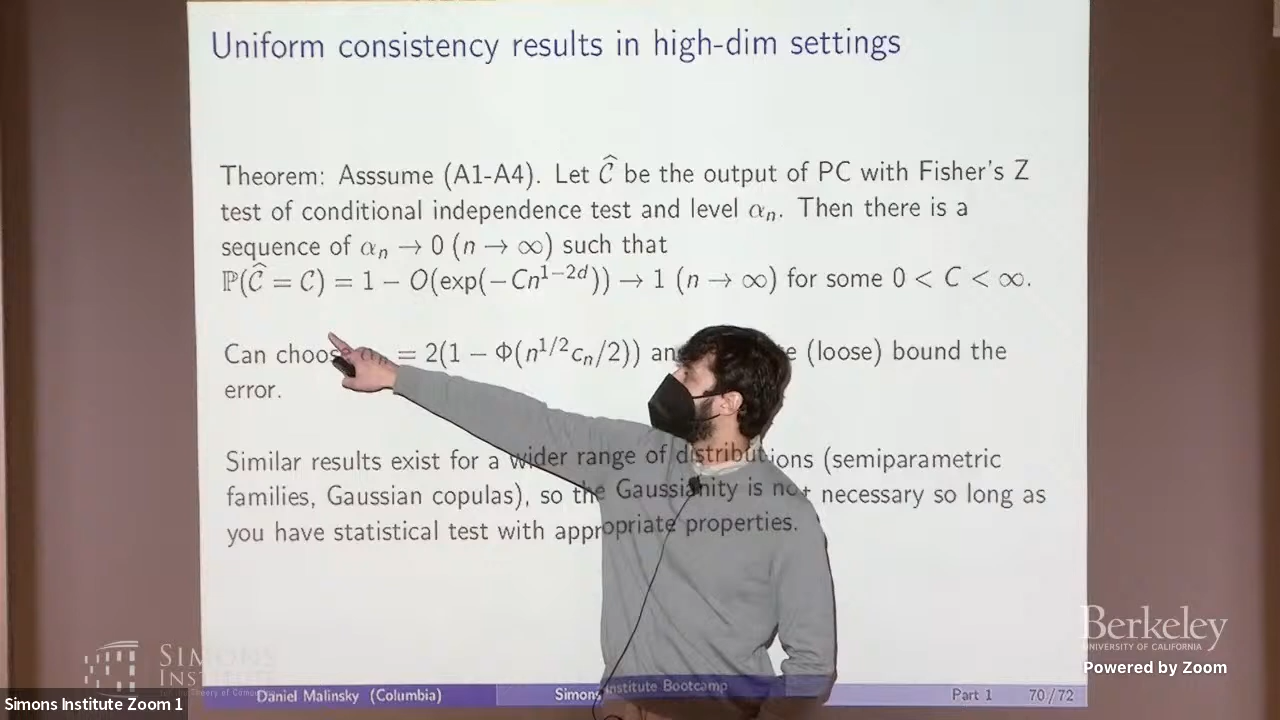 Uniform consistency results in high-dim settings
Theorem: Asssume (A1-A4). Let Ĉ be the output of PC with Fisher's Z
test of conditional independence test and level αₙ. Then there is a
sequence of αₙ → 0 (n → ∞) such that
ℙ(Ĉ = C) = 1 − O(exp(−Cn^{1−2d})) → 1 (n → ∞) for some 0 < C < ∞.
Can choose αₙ = 2(1 − Φ(n^{1/2}cₙ/2)) (loose) bound the
error.
Similar results exist for a wider range of distributions (semiparametric
families, Gaussian copulas), so the Gaussianity is not necessary so long as
you have statistical test with appropriate properties.
Berkeley
UNIVERSITY OF CALIFORNIA
Powered by Zoom
SIMONS
INSTITUTE
Daniel Malinsky (Columbia) Simons Institute Bootcamp Part 1 70/72
Simons Institute Zoom 1